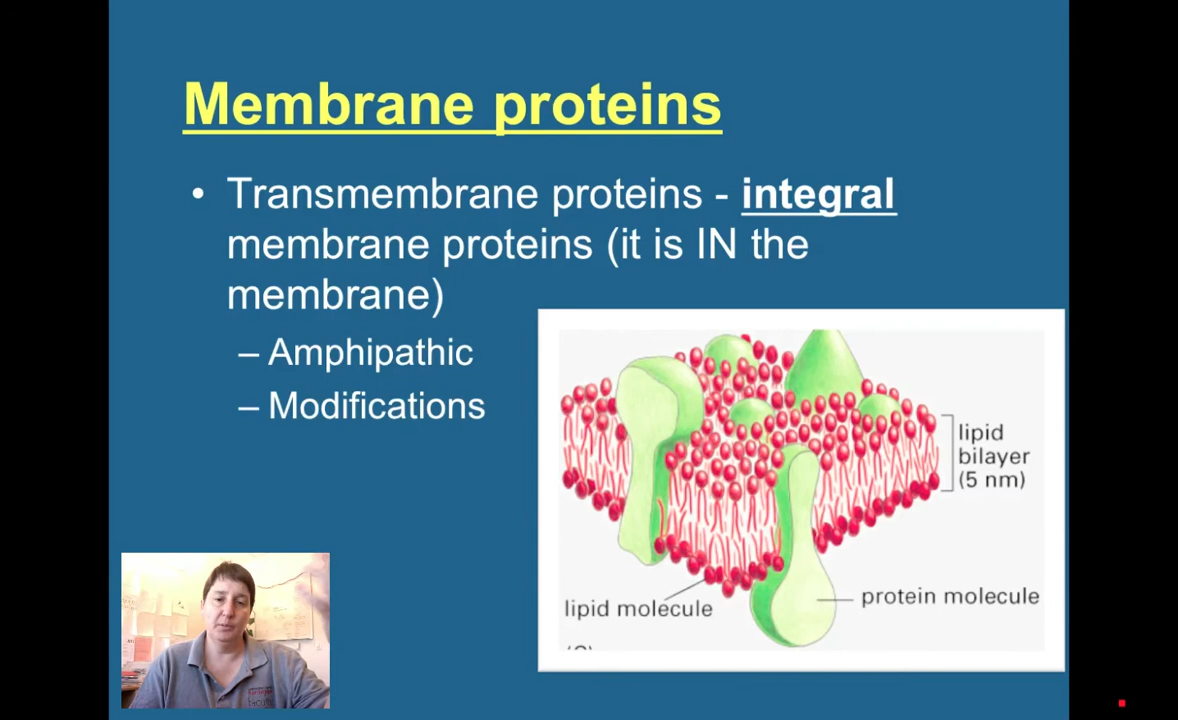 Membrane proteins
• Transmembrane proteins - integral
membrane proteins (it is IN the
membrane)
– Amphipathic
– Modifications
lipid
bilayer
(5 nm)
lipid molecule
protein molecule